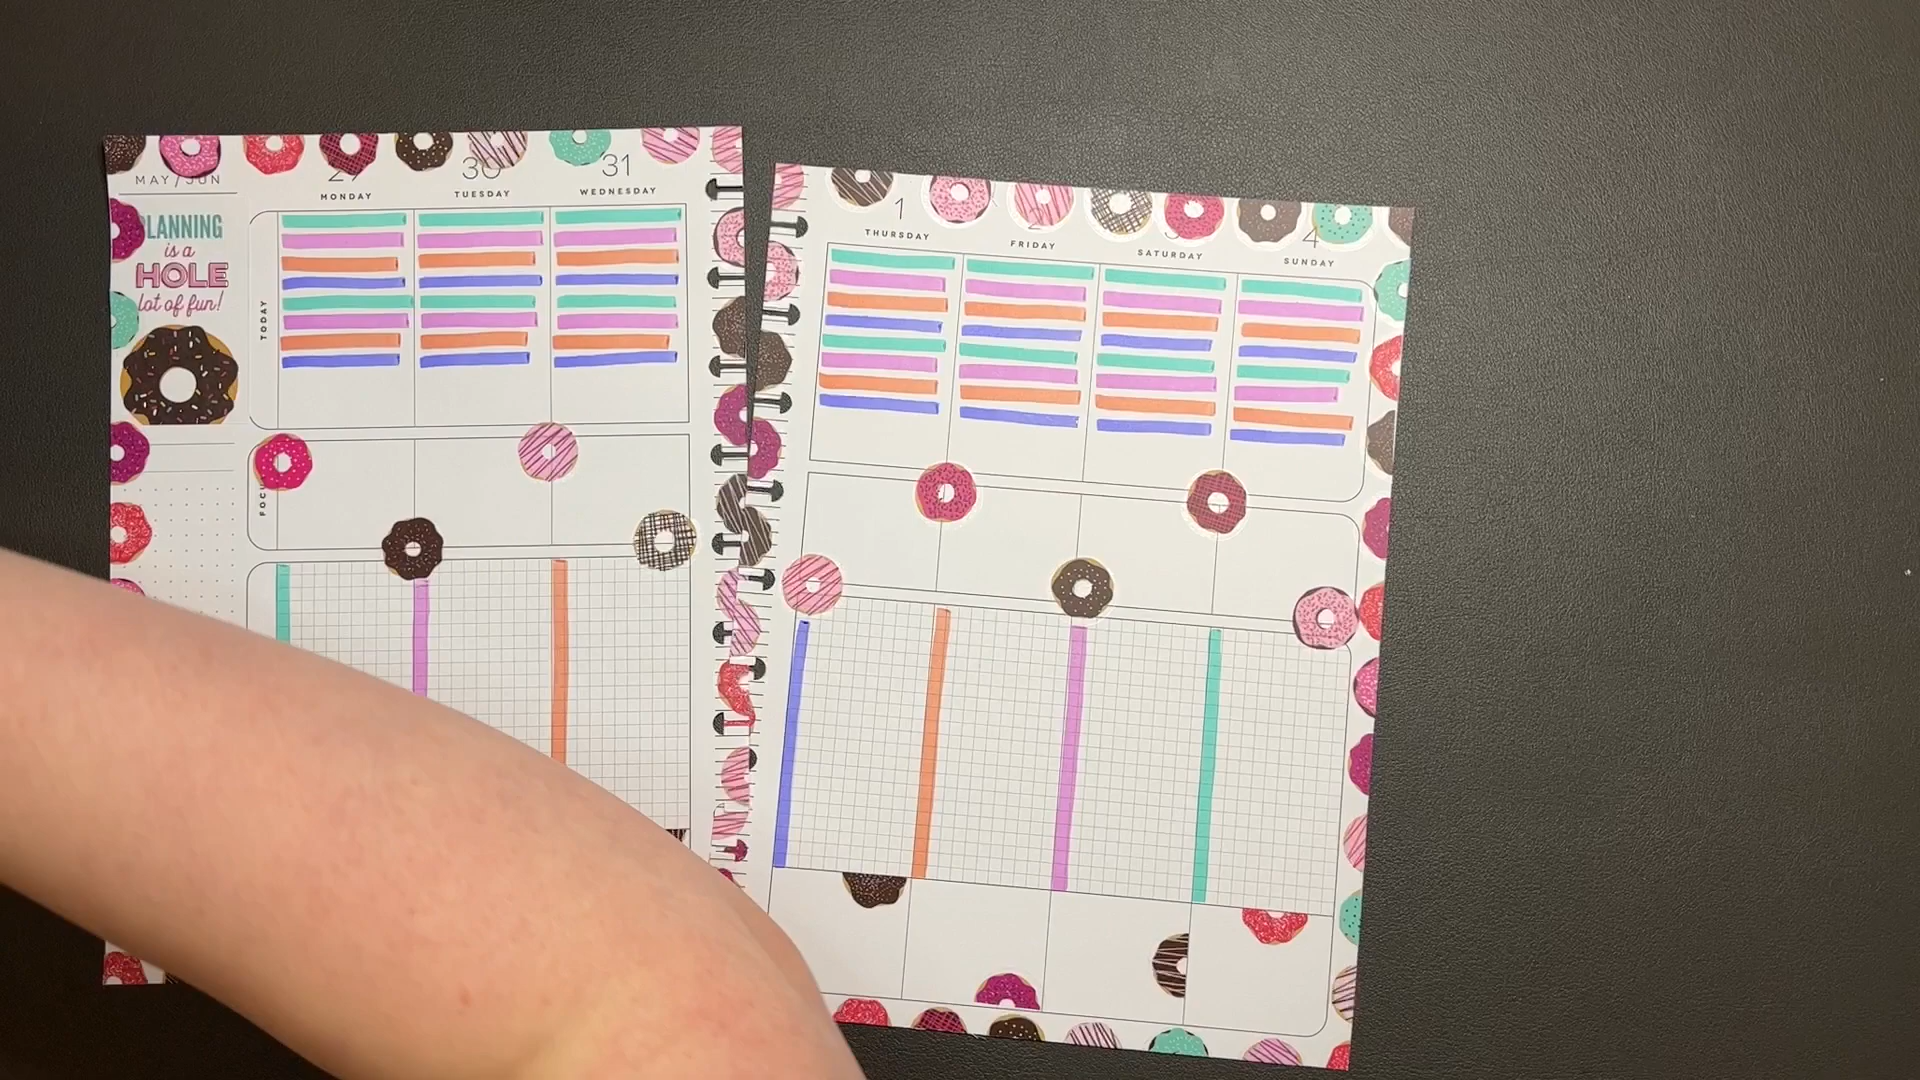 MAY/JUN
29
30
31
MONDAY
TUESDAY
WEDNESDAY
PLANNING
is a
HOLE
lot of fun!
TODAY
1
4
THURSDAY
FRIDAY
SATURDAY
SUNDAY